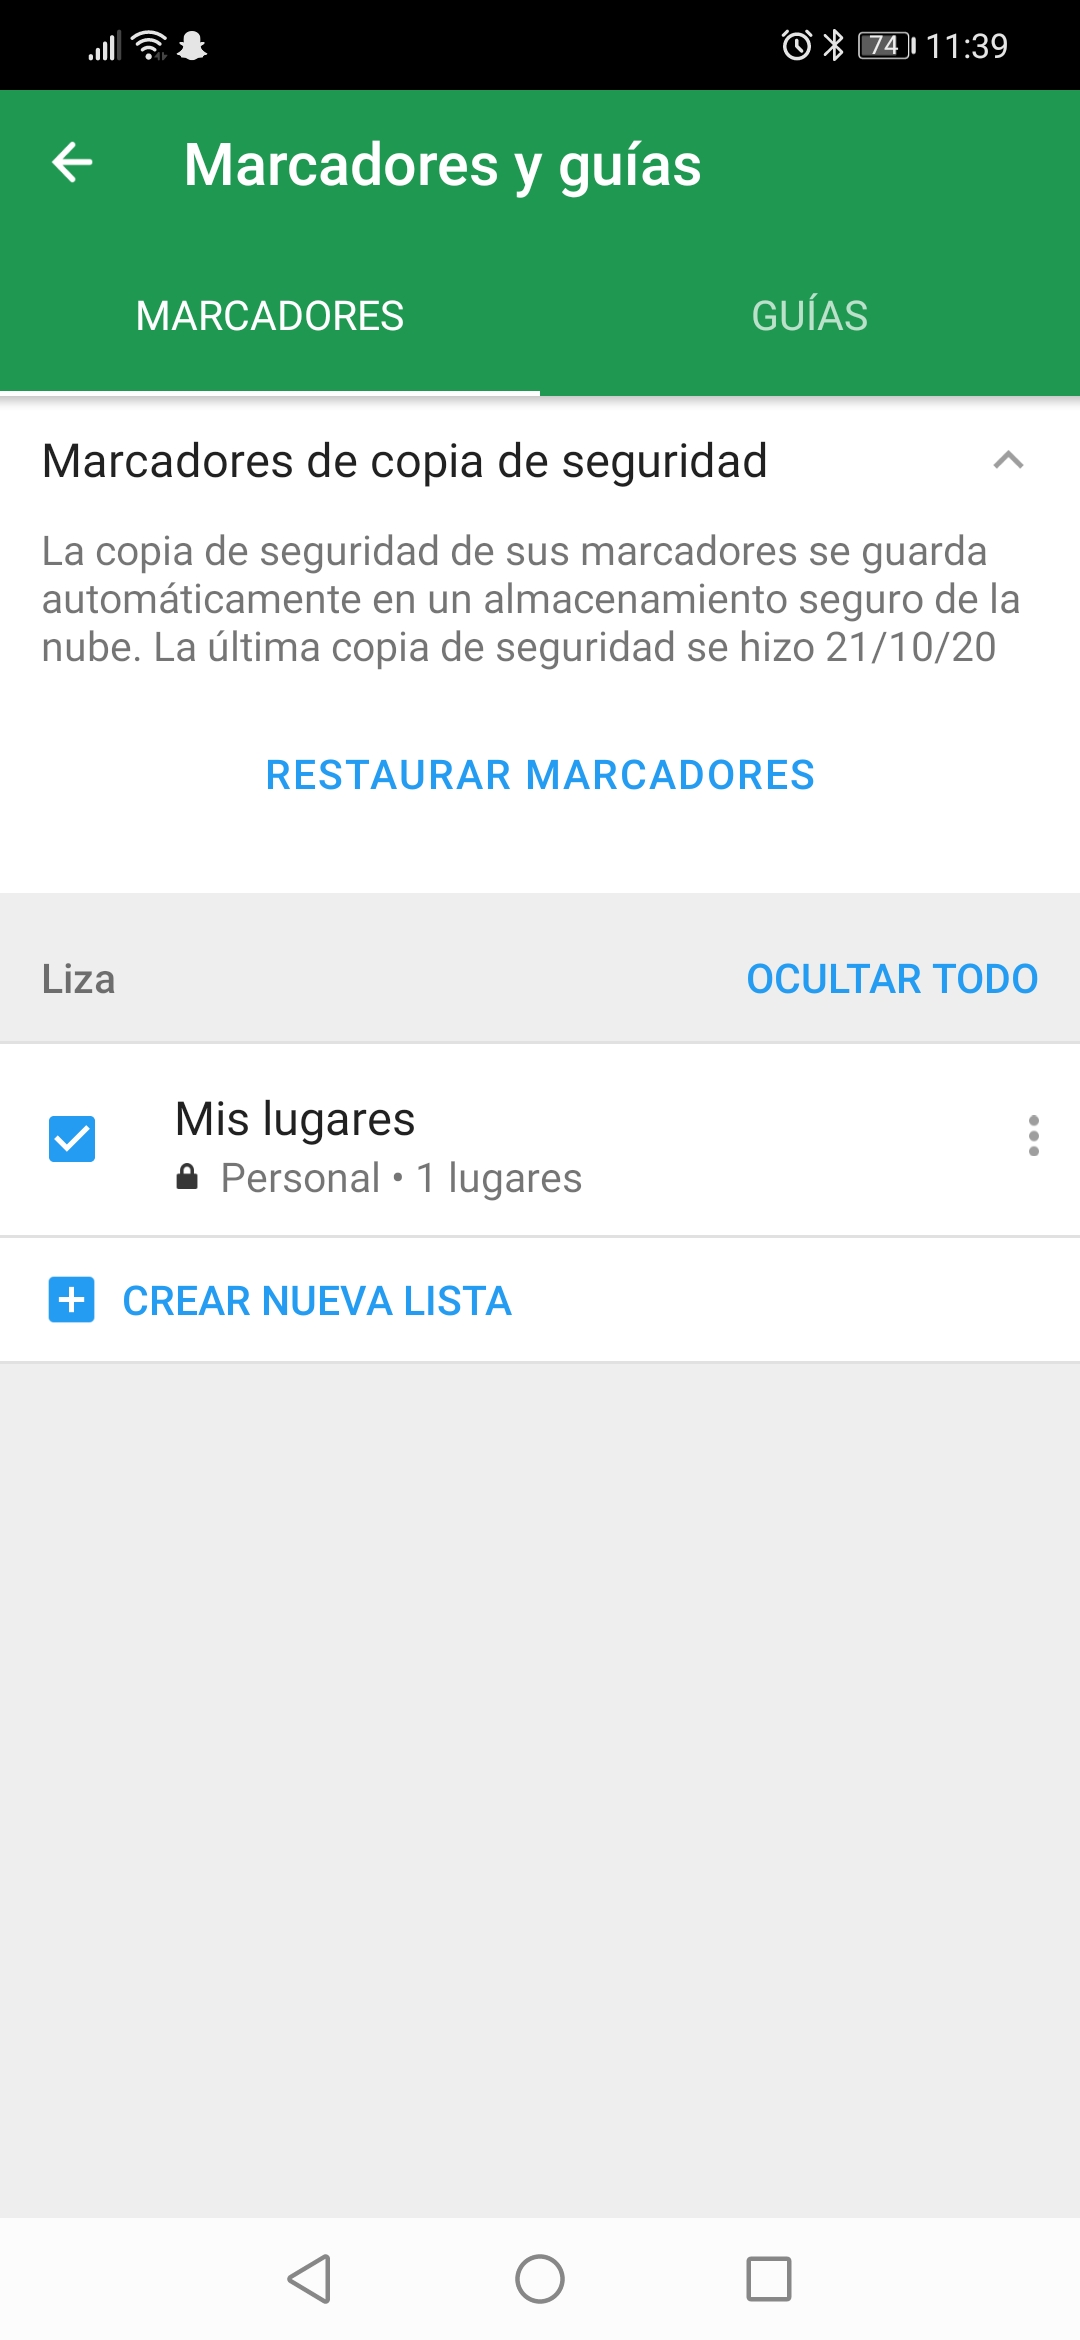 74 11:39
Marcadores y guías
MARCADORES GUÍAS
Marcadores de copia de seguridad
La copia de seguridad de sus marcadores se guarda
automáticamente en un almacenamiento seguro de la
nube. La última copia de seguridad se hizo 21/10/20
RESTAURAR MARCADORES
Liza OCULTAR TODO
Mis lugares
Personal • 1 lugares
CREAR NUEVA LISTA